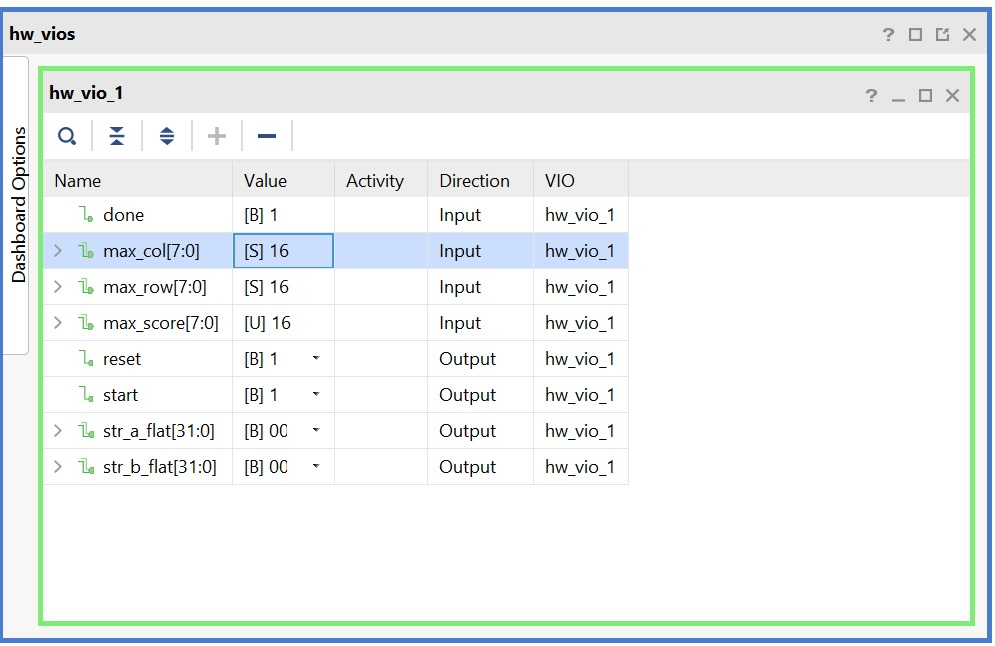 hw_vios
Dashboard Options
hw_vio_1
Name Value Activity Direction VIO
done [B] 1 Input hw_vio_1
max_col[7:0] [S] 16 Input hw_vio_1
max_row[7:0] [S] 16 Input hw_vio_1
max_score[7:0] [U] 16 Input hw_vio_1
reset [B] 1 Output hw_vio_1
start [B] 1 Output hw_vio_1
str_a_flat[31:0] [B] 00 Output hw_vio_1
str_b_flat[31:0] [B] 00 Output hw_vio_1